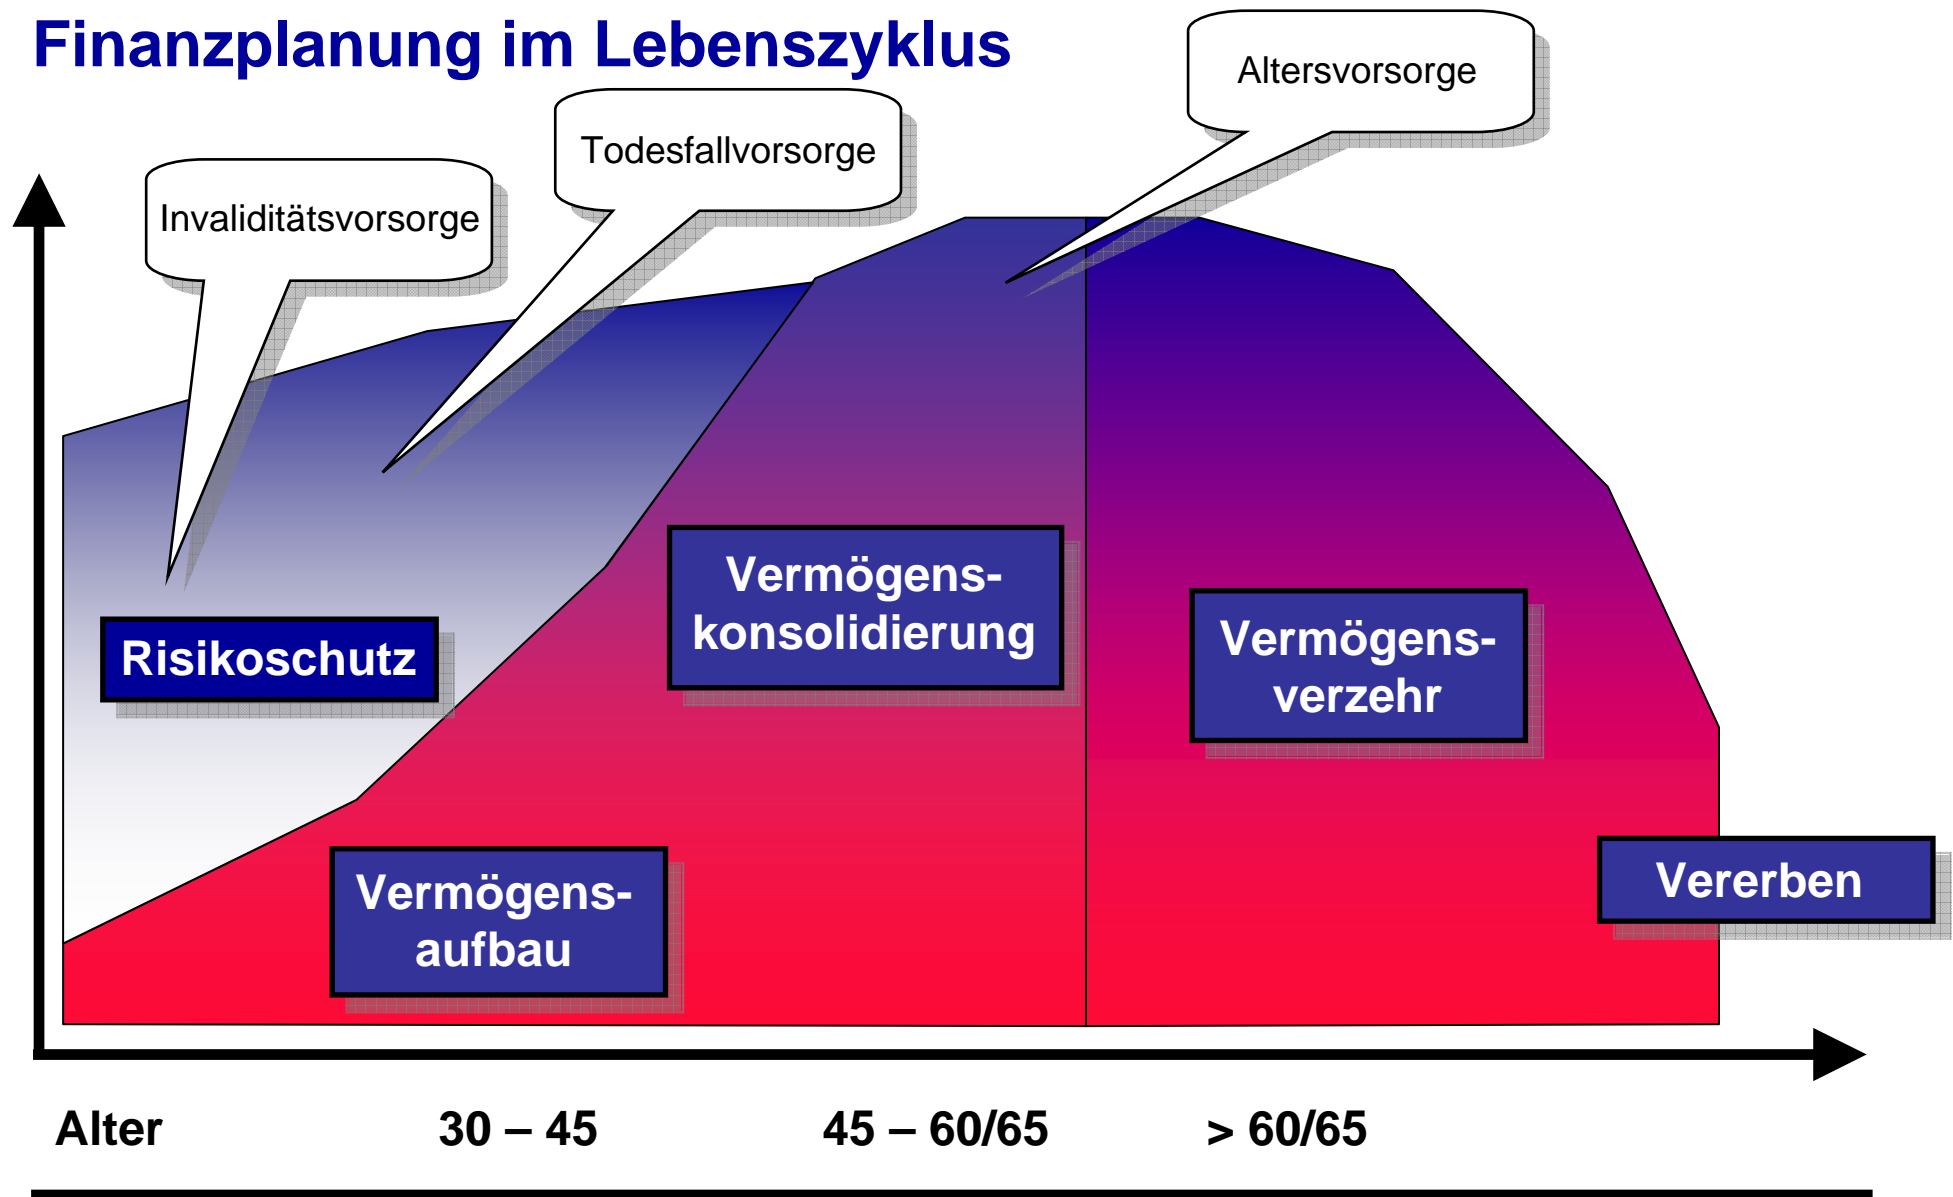 Finanzplanung im Lebenszyklus
Altersvorsorge
Todesfallvorsorge
Invaliditätsvorsorge
Vermögens-
konsolidierung
Risikoschutz
Vermögens-
verzehr
Vermögens-
aufbau
Vererben
Alter 30 – 45 45 – 60/65 > 60/65